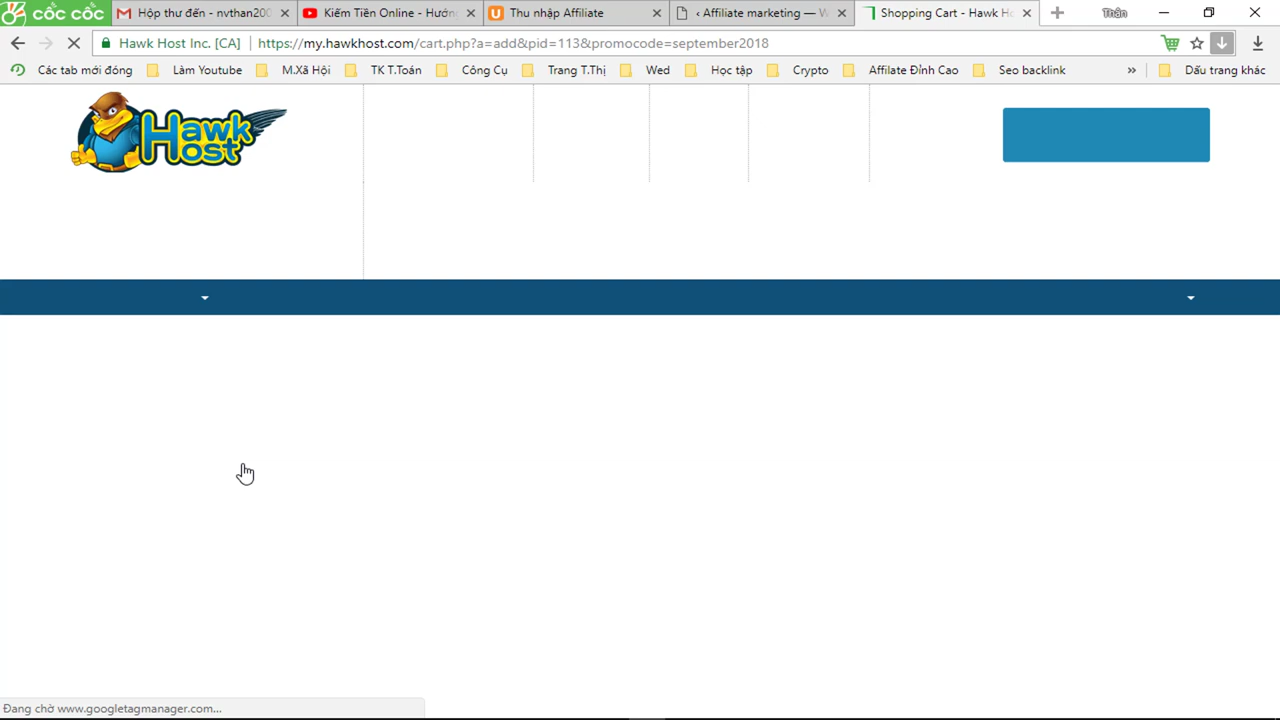 cốc cốc
Hộp thư đến - nvthan200
Kiếm Tiền Online - Hướng
Thu nhập Affiliate
‹ Affiliate marketing — W
Shopping Cart - Hawk Ho
Thân
Hawk Host Inc. [CA]
https://my.hawkhost.com/cart.php?a=add&pid=113&promocode=september2018
Các tab mới đóng
Làm Youtube
M.Xã Hội
TK T.Toán
Công Cụ
Trang T.Thị
Wed
Học tập
Crypto
Affilate Đỉnh Cao
Seo backlink
»
Dấu trang khác
Hawk
Host
Đang chờ www.googletagmanager.com...